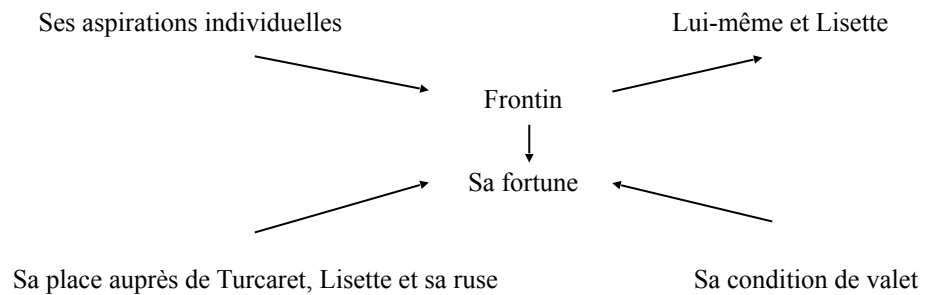 Ses aspirations individuelles
Lui-même et Lisette
Frontin
Sa fortune
Sa place auprès de Turcaret, Lisette et sa ruse
Sa condition de valet